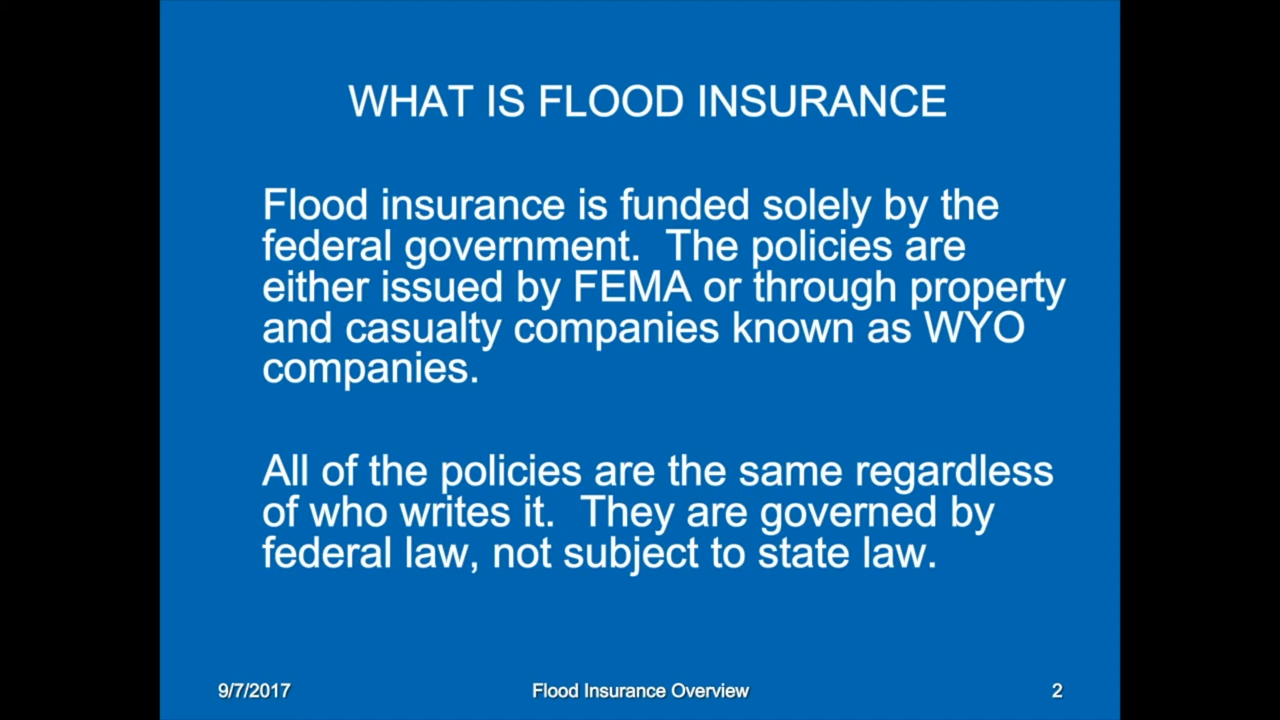 WHAT IS FLOOD INSURANCE
Flood insurance is funded solely by the
federal government.  The policies are
either issued by FEMA or through property
and casualty companies known as WYO
companies.
All of the policies are the same regardless
of who writes it.  They are governed by
federal law, not subject to state law.
9/7/2017
Flood Insurance Overview
2